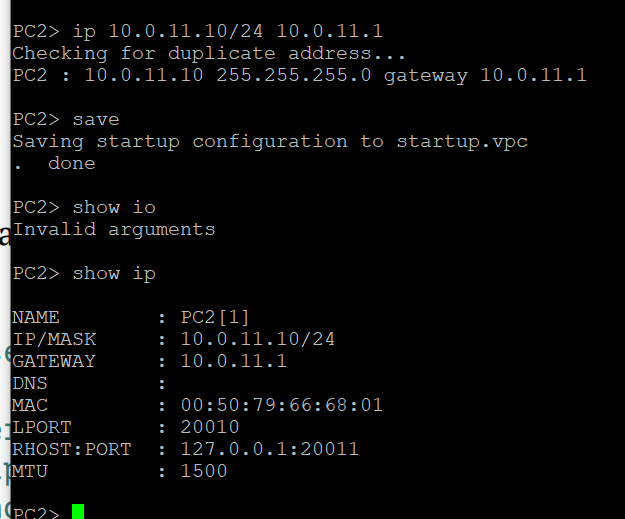 PC2> ip 10.0.11.10/24 10.0.11.1
Checking for duplicate address...
PC2 : 10.0.11.10 255.255.255.0 gateway 10.0.11.1
PC2> save
Saving startup configuration to startup.vpc
.  done
PC2> show io
Invalid arguments
PC2> show ip
NAME        : PC2[1]
IP/MASK     : 10.0.11.10/24
GATEWAY     : 10.0.11.1
DNS         :
MAC         : 00:50:79:66:68:01
LPORT       : 20010
RHOST:PORT  : 127.0.0.1:20011
MTU         : 1500
PC2>